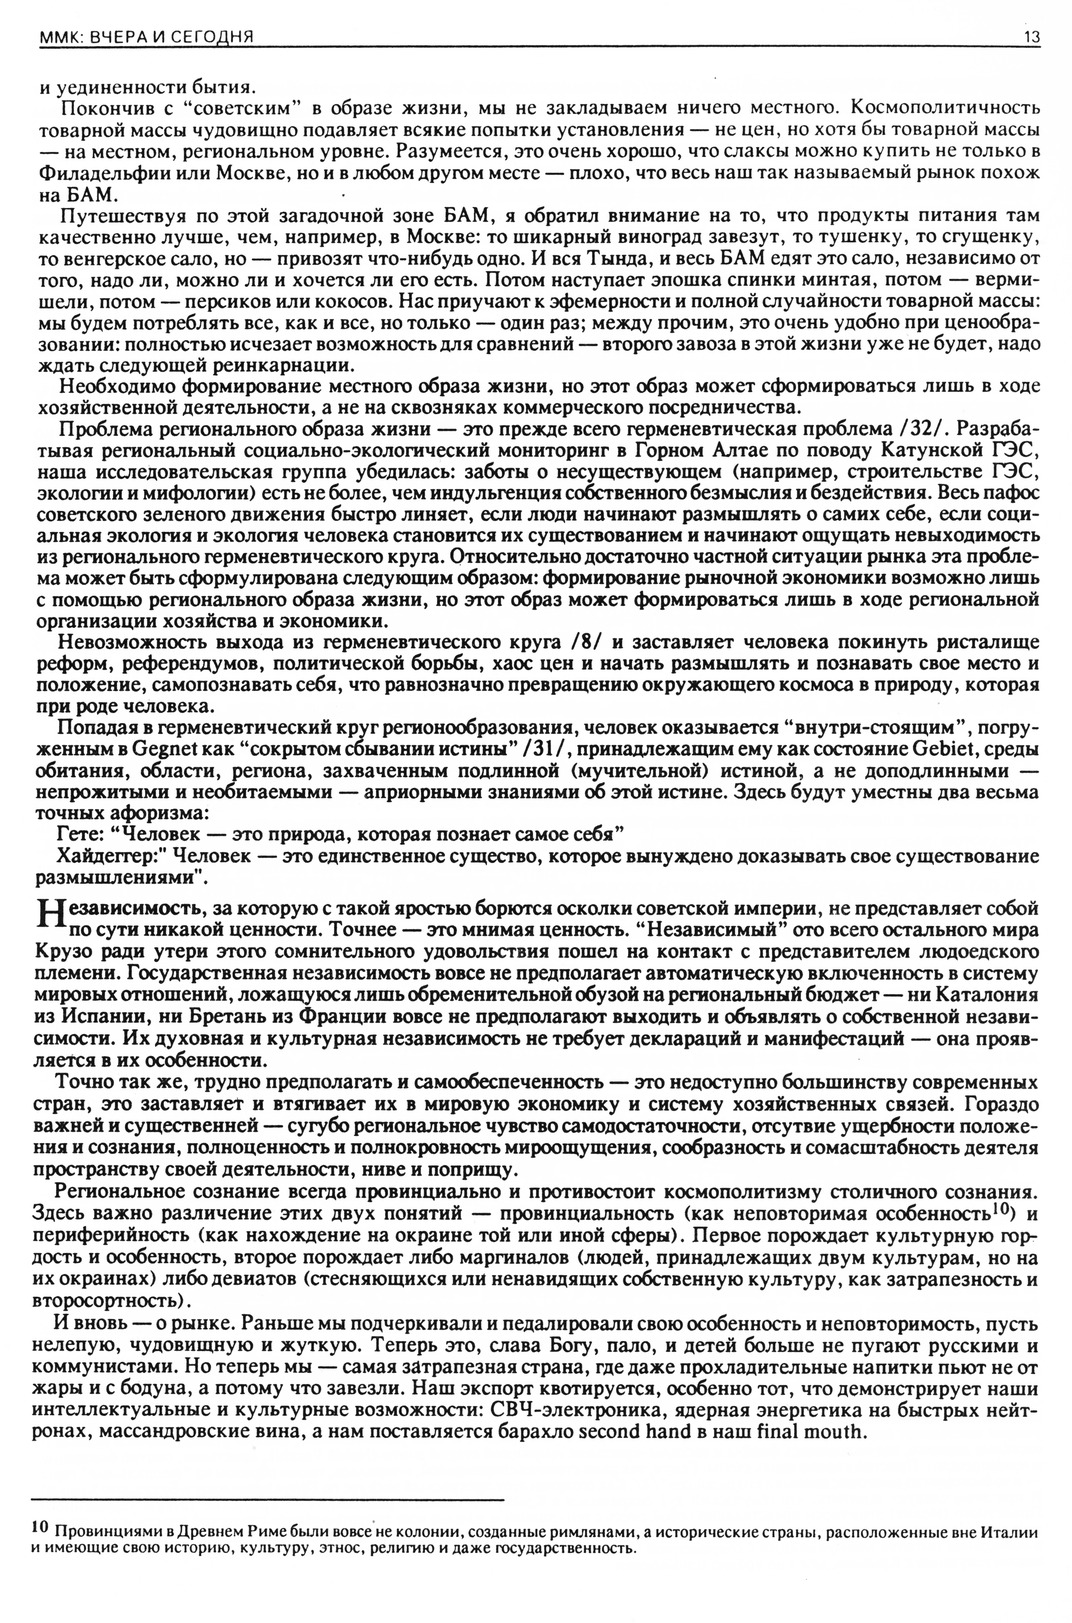 ММК: ВЧЕРА И СЕГОДНЯ 13
и уединенности бытия.
Покончив с “советским” в образе жизни, мы не закладываем ничего местного. Космополитичность
товарной массы чудовищно подавляет всякие попытки установления — не цен, но хотя бы товарной массы
— на местном, региональном уровне. Разумеется, это очень хорошо, что слаксы можно купить не только в
Филадельфии или Москве, но и в любом другом месте — плохо, что весь наш так называемый рынок похож
на БАМ.
Путешествуя по этой загадочной зоне БАМ, я обратил внимание на то, что продукты питания там
качественно лучше, чем, например, в Москве: то шикарный виноград завезут, то тушенку, то сгущенку,
то венгерское сало, но — привозят что-нибудь одно. И вся Тында, и весь БАМ едят это сало, независимо от
того, надо ли, можно ли и хочется ли его есть. Потом наступает эпошка спинки минтая, потом — верми-
шели, потом — персиков или кокосов. Нас приучают к эфемерности и полной случайности товарной массы:
мы будем потреблять все, как и все, но только — один раз; между прочим, это очень удобно при ценообра-
зовании: полностью исчезает возможность для сравнений — второго завоза в этой жизни уже не будет, надо
ждать следующей реинкарнации.
Необходимо формирование местного образа жизни, но этот образ может сформироваться лишь в ходе
хозяйственной деятельности, а не на сквозняках коммерческого посредничества.
Проблема регионального образа жизни — это прежде всего герменевтическая проблема /32/. Разраба-
тывая региональный социально-экологический мониторинг в Горном Алтае по поводу Катунской ГЭС,
наша исследовательская группа убедилась: заботы о несуществующем (например, строительстве ГЭС,
экологии и мифологии) есть не более, чем индульгенция собственного безмыслия и бездействия. Весь пафос
советского зеленого движения быстро линяет, если люди начинают размышлять о самих себе, если соци-
альная экология и экология человека становится их существованием и начинают ощущать невыходимость
из регионального герменевтического круга. Относительно достаточно частной ситуации рынка эта пробле-
ма может быть сформулирована следующим образом: формирование рыночной экономики возможно лишь
с помощью регионального образа жизни, но этот образ может формироваться лишь в ходе региональной
организации хозяйства и экономики.
Невозможность выхода из герменевтического круга /8/ и заставляет человека покинуть ристалище
реформ, референдумов, политической борьбы, хаос цен и начать размышлять и познавать свое место и
положение, самопознавать себя, что равнозначно превращению окружающего космоса в природу, которая
при роде человека.
Попадая в герменевтический круг регионообразования, человек оказывается “внутри-стоящим”, погру-
женным в Gegnet как “сокрытом сбывании истины” /31/, принадлежащим ему как состояние Gebiet, среды
обитания, области, региона, захваченным подлинной (мучительной) истиной, а не доподлинными —
непрожитыми и необитаемыми — априорными знаниями об этой истине. Здесь будут уместны два весьма
точных афоризма:
Гете: “Человек — это природа, которая познает самое себя”
Хайдеггер:" Человек — это единственное существо, которое вынуждено доказывать свое существование
размышлениями".
Независимость, за которую с такой яростью борются осколки советской империи, не представляет собой
по сути никакой ценности. Точнее — это мнимая ценность. “Независимый” ото всего остального мира
Крузо ради утери этого сомнительного удовольствия пошел на контакт с представителем людоедского
племени. Государственная независимость вовсе не предполагает автоматическую включенность в систему
мировых отношений, ложащуюся лишь обременительной обузой на региональный бюджет — ни Каталония
из Испании, ни Бретань из Франции вовсе не предполагают выходить и объявлять о собственной незави-
симости. Их духовная и культурная независимость не требует деклараций и манифестаций — она прояв-
ляется в их особенности.
Точно так же, трудно предполагать и самообеспеченность — это недоступно большинству современных
стран, это заставляет и втягивает их в мировую экономику и систему хозяйственных связей. Гораздо
важней и существенней — сугубо региональное чувство самодостаточности, отсутвие ущербности положе-
ния и сознания, полноценность и полнокровность мироощущения, сообразность и сомасштабность деятеля
пространству своей деятельности, ниве и поприщу.
Региональное сознание всегда провинциально и противостоит космополитизму столичного сознания.
Здесь важно различение этих двух понятий — провинциальность (как неповторимая особенность¹⁰) и
периферийность (как нахождение на окраине той или иной сферы). Первое порождает культурную гор-
дость и особенность, второе порождает либо маргиналов (людей, принадлежащих двум культурам, но на
их окраинах) либо девиатов (стесняющихся или ненавидящих собственную культуру, как затрапезность и
второсортность).
И вновь — о рынке. Раньше мы подчеркивали и педалировали свою особенность и неповторимость, пусть
нелепую, чудовищную и жуткую. Теперь это, слава Богу, пало, и детей больше не пугают русскими и
коммунистами. Но теперь мы — самая затрапезная страна, где даже прохладительные напитки пьют не от
жары и с бодуна, а потому что завезли. Наш экспорт квотируется, особенно тот, что демонстрирует наши
интеллектуальные и культурные возможности: СВЧ-электроника, ядерная энергетика на быстрых нейт-
ронах, массандровские вина, а нам поставляется барахло second hand в наш final mouth.
¹⁰ Провинциями в Древнем Риме были вовсе не колонии, созданные римлянами, а исторические страны, расположенные вне Италии
и имеющие свою историю, культуру, этнос, религию и даже государственность.